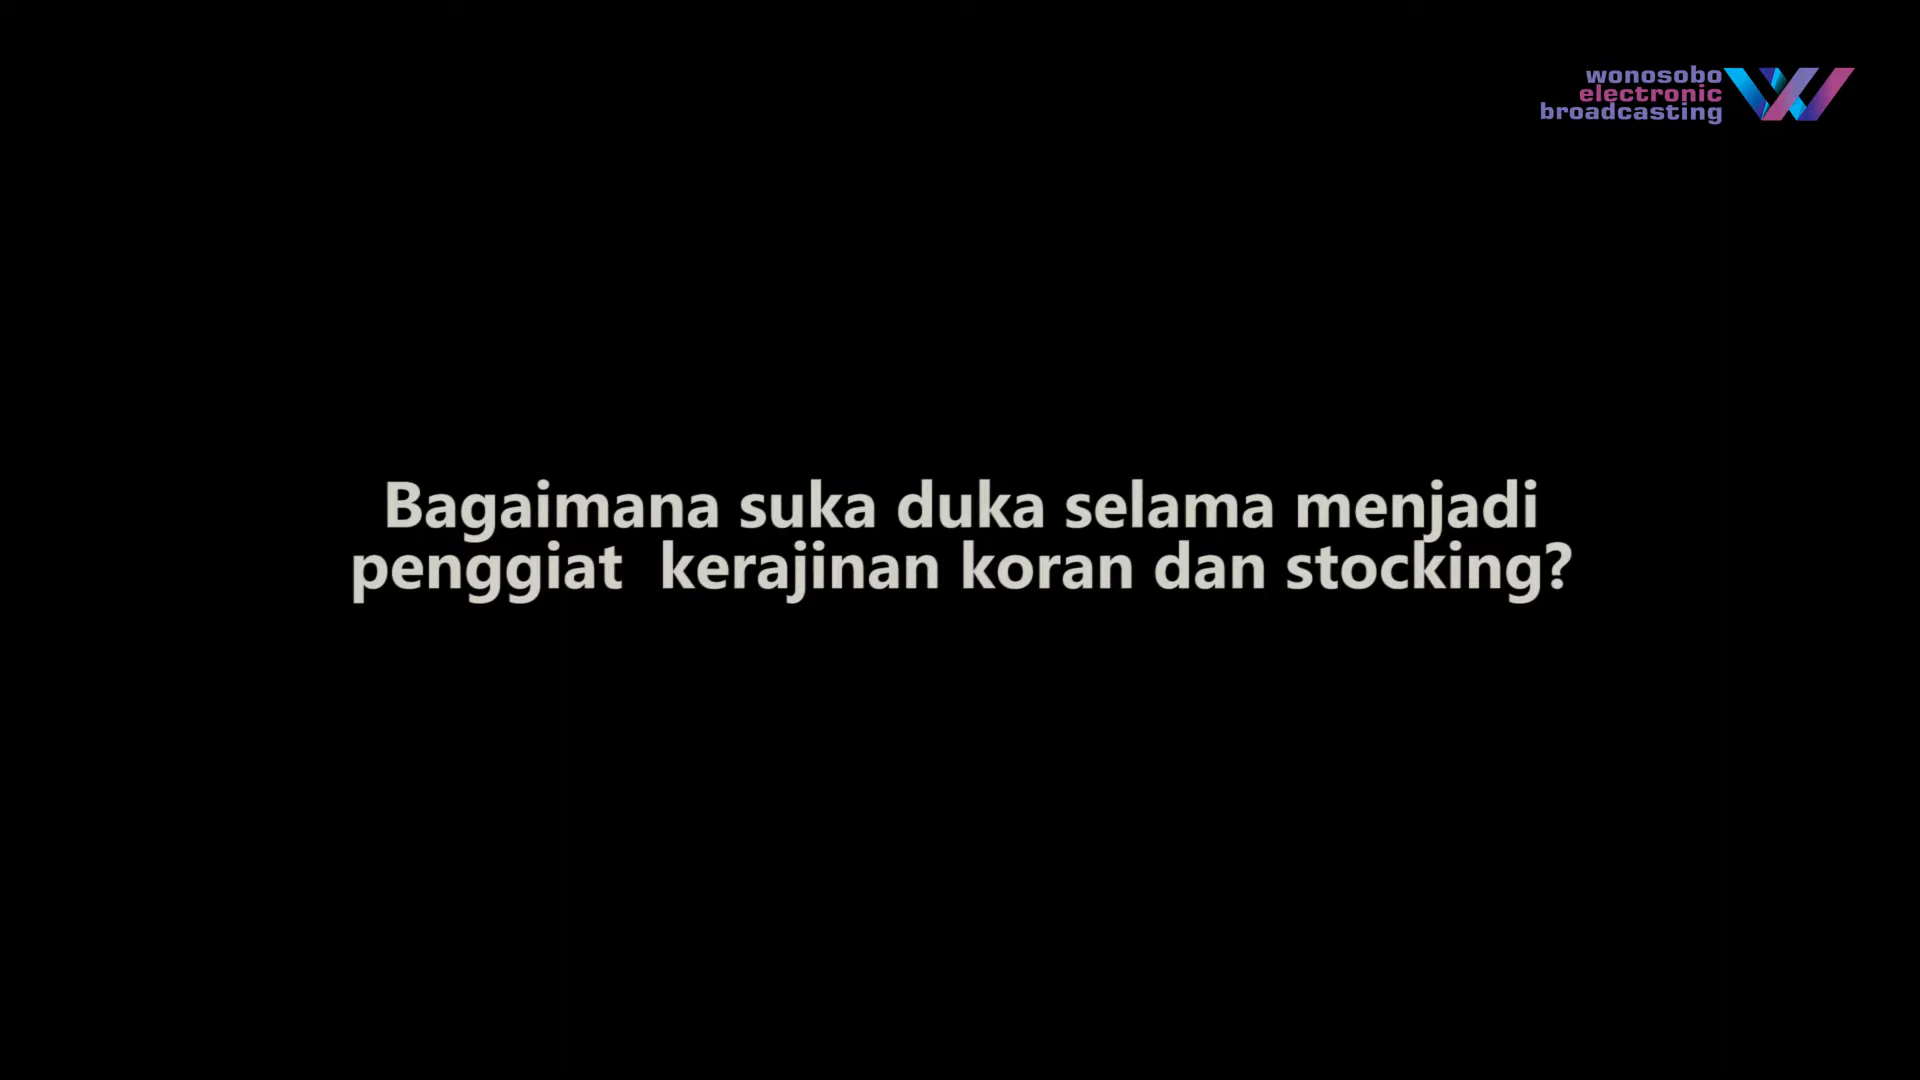 wonosobo
electronic
broadcasting
Bagaimana suka duka selama menjadi
penggiat  kerajinan koran dan stocking?